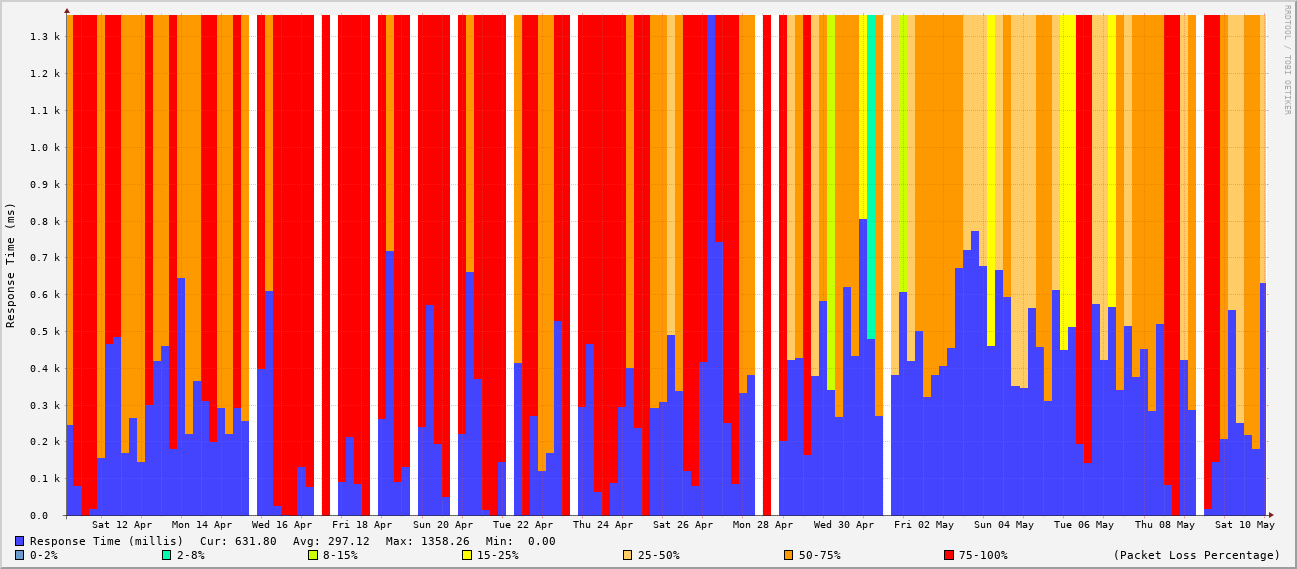 RRDTOOL / TOBI OETIKER
Response Time (ms)
1.3 k
1.2 k
1.1 k
1.0 k
0.9 k
0.8 k
0.7 k
0.6 k
0.5 k
0.4 k
0.3 k
0.2 k
0.1 k
0.0
Sat 12 Apr Mon 14 Apr Wed 16 Apr Fri 18 Apr Sun 20 Apr Tue 22 Apr Thu 24 Apr Sat 26 Apr Mon 28 Apr Wed 30 Apr Fri 02 May Sun 04 May Tue 06 May Thu 08 May Sat 10 May
Response Time (millis) Cur: 631.80 Avg: 297.12 Max: 1358.26 Min: 0.00
0-2% 2-8% 8-15% 15-25% 25-50% 50-75% 75-100% (Packet Loss Percentage)